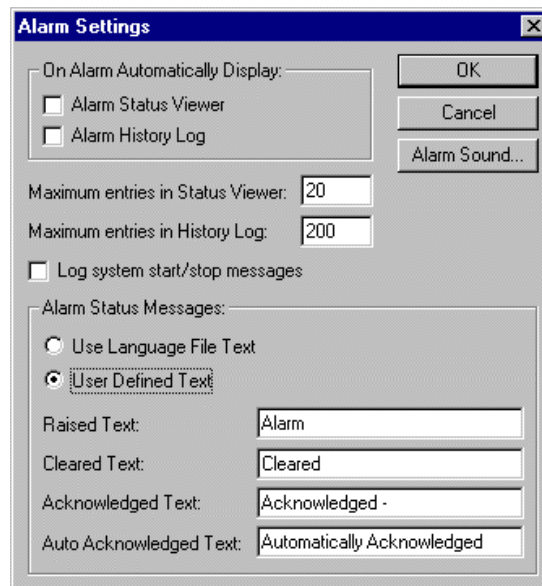 Alarm Settings
On Alarm Automatically Display:
Alarm Status Viewer
Alarm History Log
OK
Cancel
Alarm Sound...
Maximum entries in Status Viewer: 20
Maximum entries in History Log: 200
Log system start/stop messages
Alarm Status Messages:
Use Language File Text
User Defined Text
Raised Text: Alarm
Cleared Text: Cleared
Acknowledged Text: Acknowledged -
Auto Acknowledged Text: Automatically Acknowledged